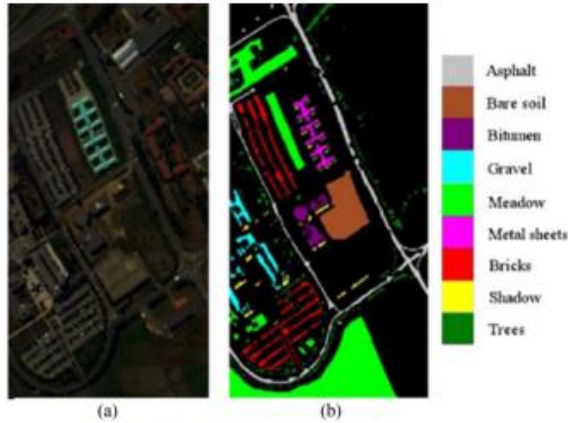 Asphalt
Bare soil
Bitumen
Gravel
Meadow
Metal sheets
Bricks
Shadow
Trees
(a)
(b)